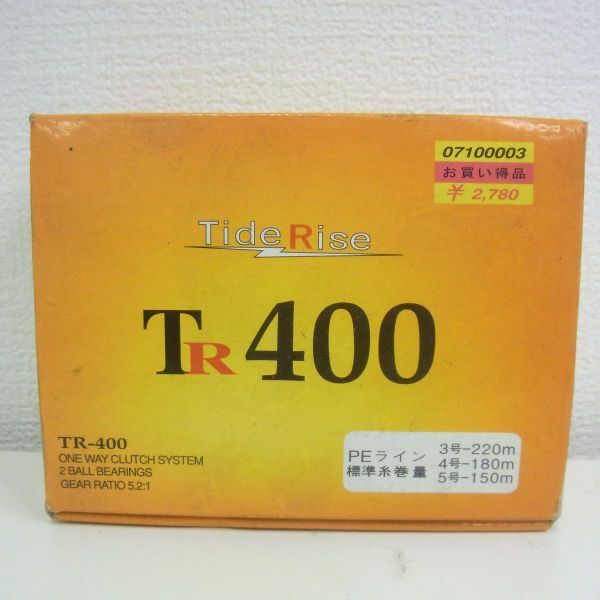 07100003
お買い得品
¥ 2,780
Tide Rise
TR 400
TR-400
ONE WAY CLUTCH SYSTEM
2 BALL BEARINGS
GEAR RATIO 5.2:1
PEライン
標準糸巻量
3号-220m
4号-180m
5号-150m